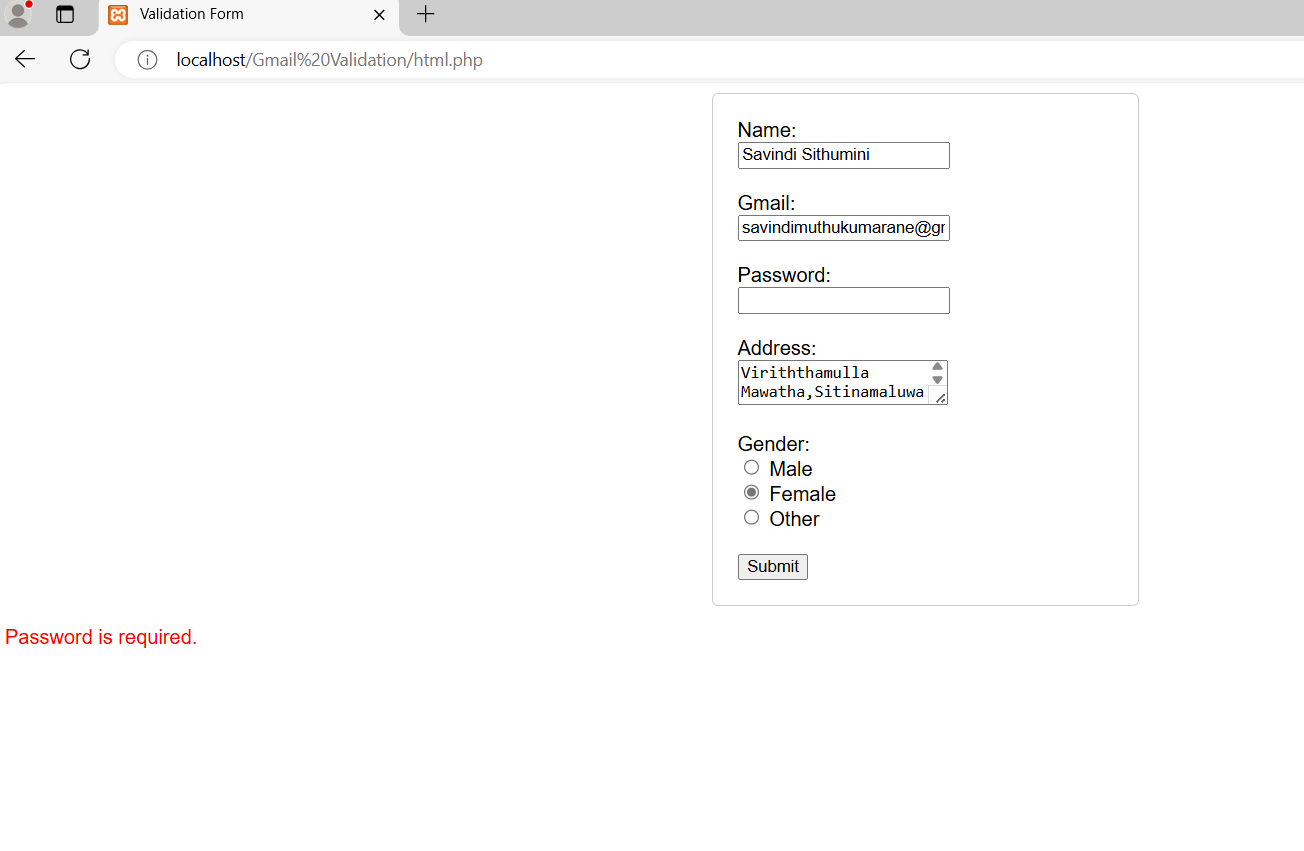 Validation Form
localhost/Gmail%20Validation/html.php
Name:
Savindi Sithumini
Gmail:
savindimuthukumarane@gr
Password:
Address:
Viriththamulla
Mawatha,Sitinamaluwa
Gender:
Male
Female
Other
Submit
Password is required.